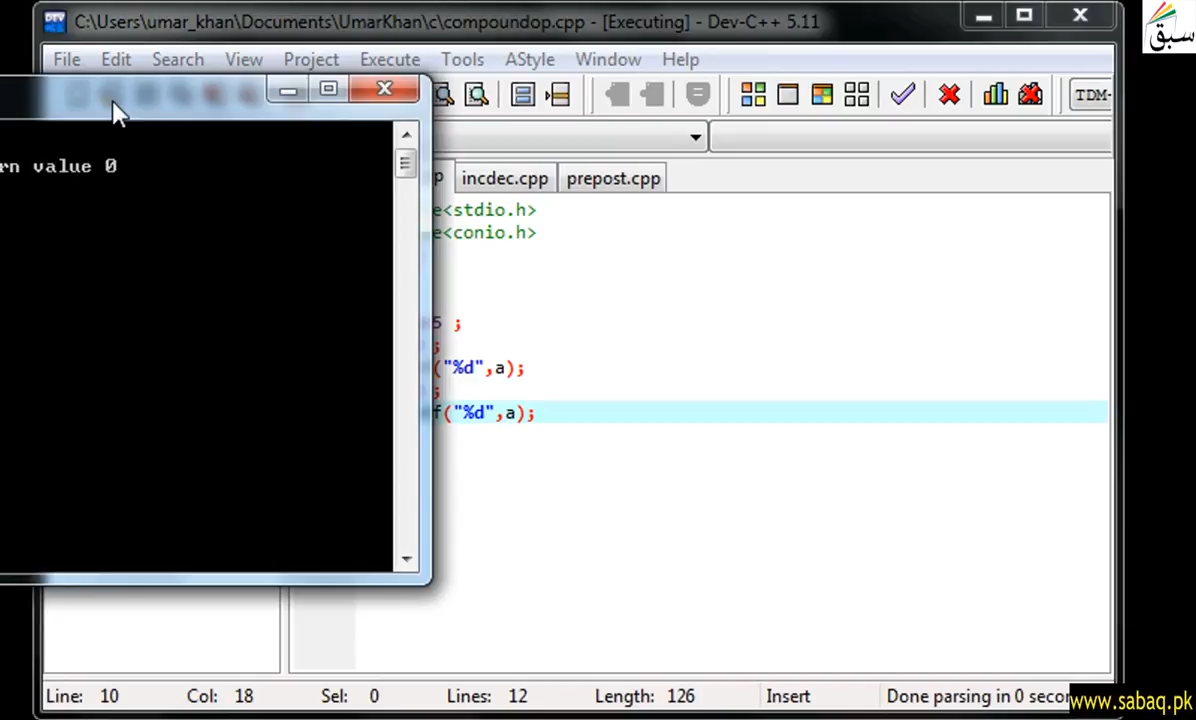 سبق
C:\Users\umar_khan\Documents\UmarKhan\c\compoundop.cpp - [Executing] - Dev-C++ 5.11
File Edit Search View Project Execute Tools AStyle Window Help
TDM-
rn value 0
p incdec.cpp prepost.cpp
e<stdio.h>
e<conio.h>
5 ;
;
("%d",a);
;
f("%d",a);
Line: 10 Col: 18 Sel: 0 Lines: 12 Length: 126 Insert Done parsing in 0 secon
www.sabaq.pk